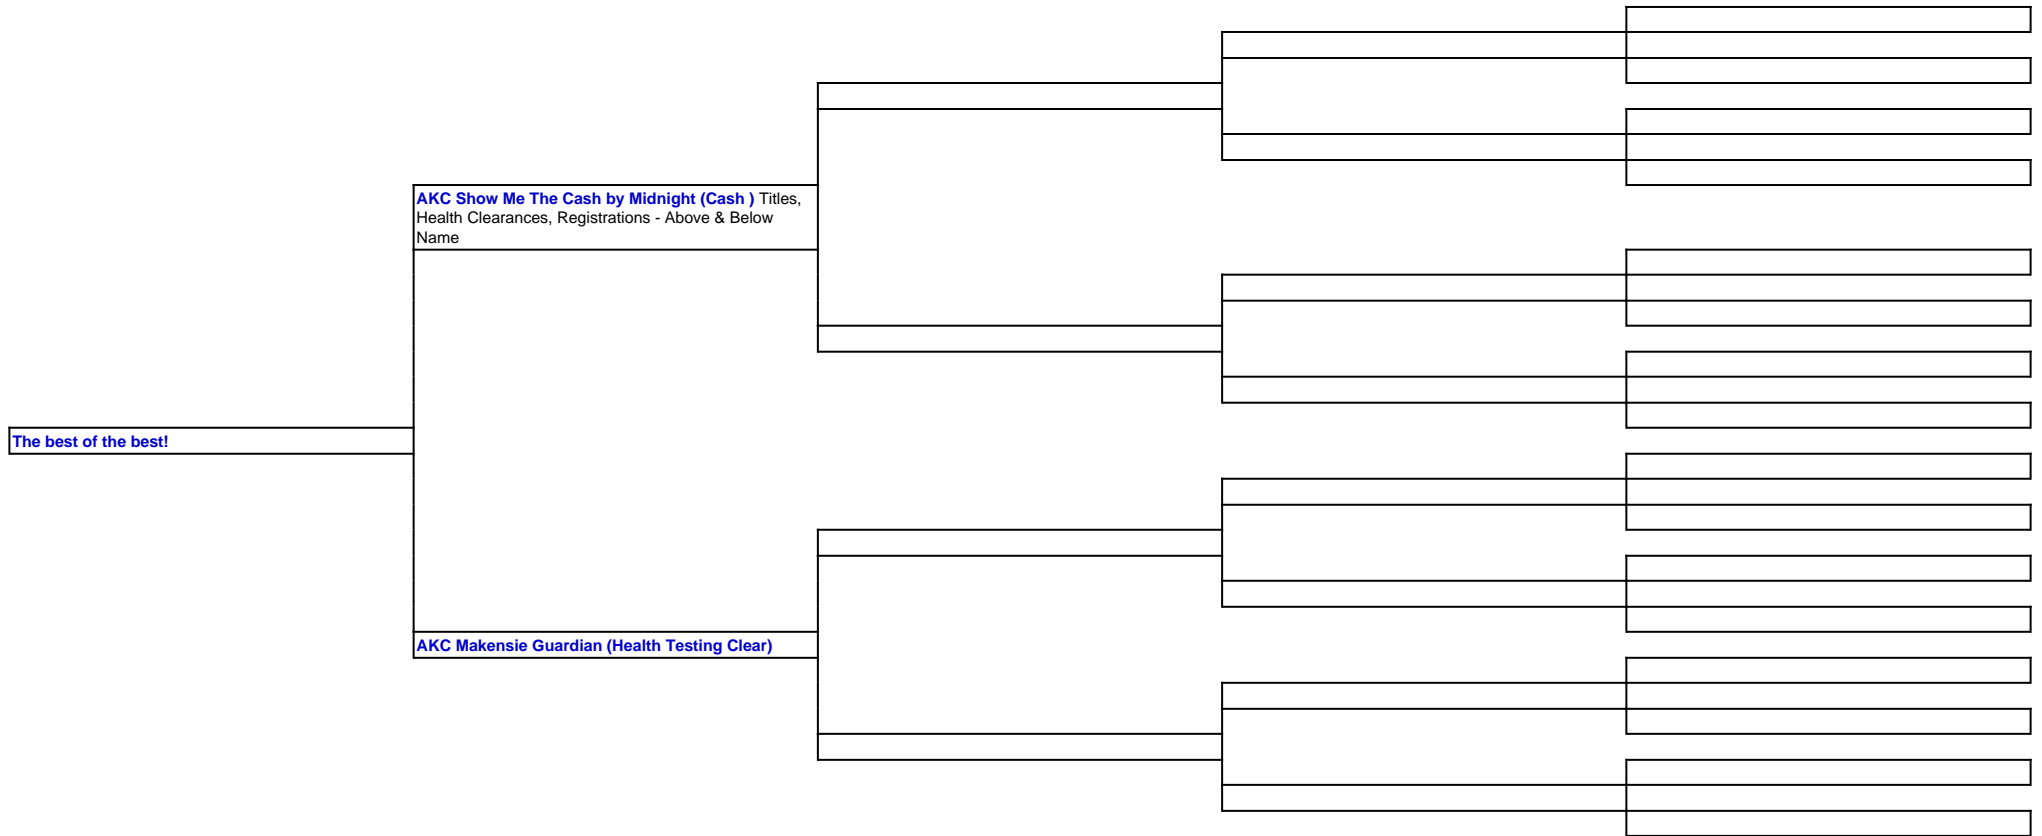 AKC Show Me The Cash by Midnight (Cash ) Titles,
Health Clearances, Registrations - Above & Below
Name
The best of the best!
AKC Makensie Guardian (Health Testing Clear)